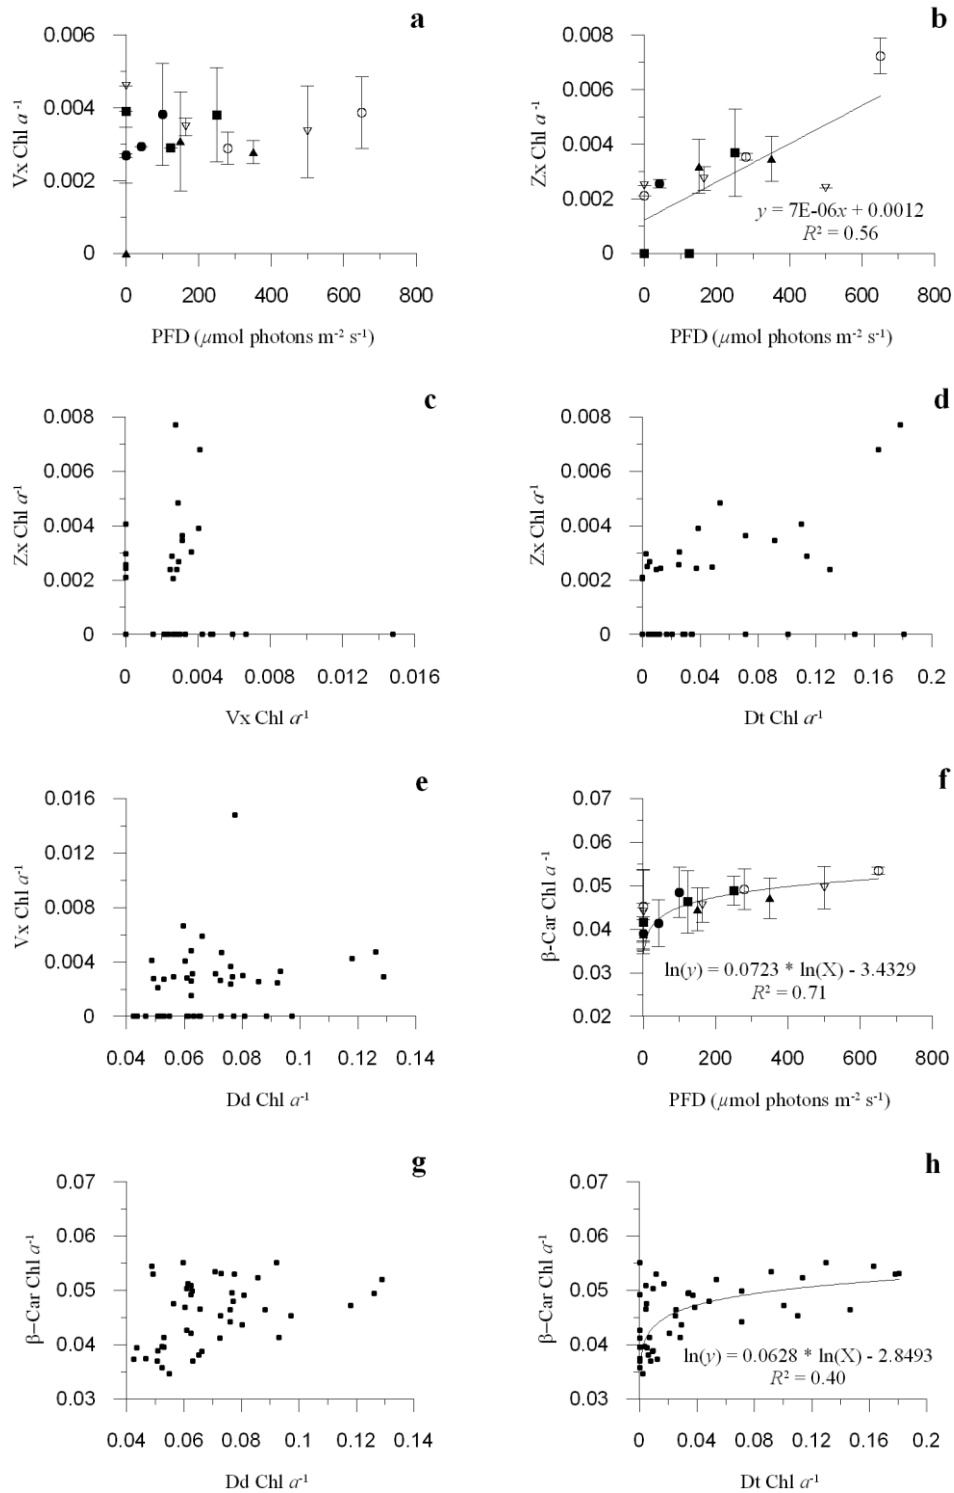 a
0.006
0.004
0.002
0
Vx Chl a⁻¹
0 200 400 600 800
PFD (µmol photons m⁻² s⁻¹)
b
0.008
0.006
0.004
0.002
0
Zx Chl a⁻¹
y = 7E-06x + 0.0012
R² = 0.56
0 200 400 600 800
PFD (µmol photons m⁻² s⁻¹)
c
0.008
0.006
0.004
0.002
0
Zx Chl a⁻¹
0 0.004 0.008 0.012 0.016
Vx Chl a⁻¹
d
0.008
0.006
0.004
0.002
0
Zx Chl a⁻¹
0 0.04 0.08 0.12 0.16 0.2
Dt Chl a⁻¹
e
0.016
0.012
0.008
0.004
0
Vx Chl a⁻¹
0.04 0.06 0.08 0.1 0.12 0.14
Dd Chl a⁻¹
f
0.07
0.06
0.05
0.04
0.03
0.02
β-Car Chl a⁻¹
ln(y) = 0.0723 * ln(X) - 3.4329
R² = 0.71
0 200 400 600 800
PFD (µmol photons m⁻² s⁻¹)
g
0.07
0.06
0.05
0.04
0.03
β-Car Chl a⁻¹
0.04 0.06 0.08 0.1 0.12 0.14
Dd Chl a⁻¹
h
0.07
0.06
0.05
0.04
0.03
β-Car Chl a⁻¹
ln(y) = 0.0628 * ln(X) - 2.8493
R² = 0.40
0 0.04 0.08 0.12 0.16 0.2
Dt Chl a⁻¹